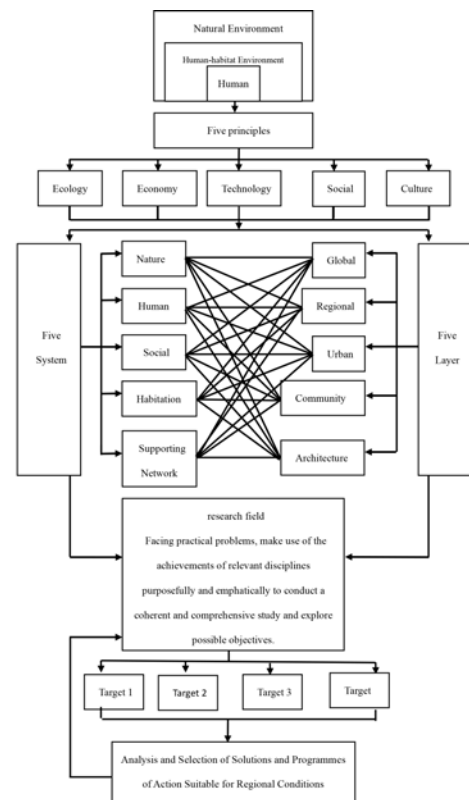 Natural Environment
Human-habitat Environment
Human
Five principles
Ecology
Economy
Technology
Social
Culture
Five
System
Nature
Human
Social
Habitation
Supporting
Network
Global
Regional
Urban
Community
Architecture
Five
Layer
research field
Facing practical problems, make use of the
achievements of relevant disciplines
purposefully and emphatically to conduct a
coherent and comprehensive study and explore
possible objectives.
Target 1
Target 2
Target 3
Target
Analysis and Selection of Solutions and Programmes
of Action Suitable for Regional Conditions